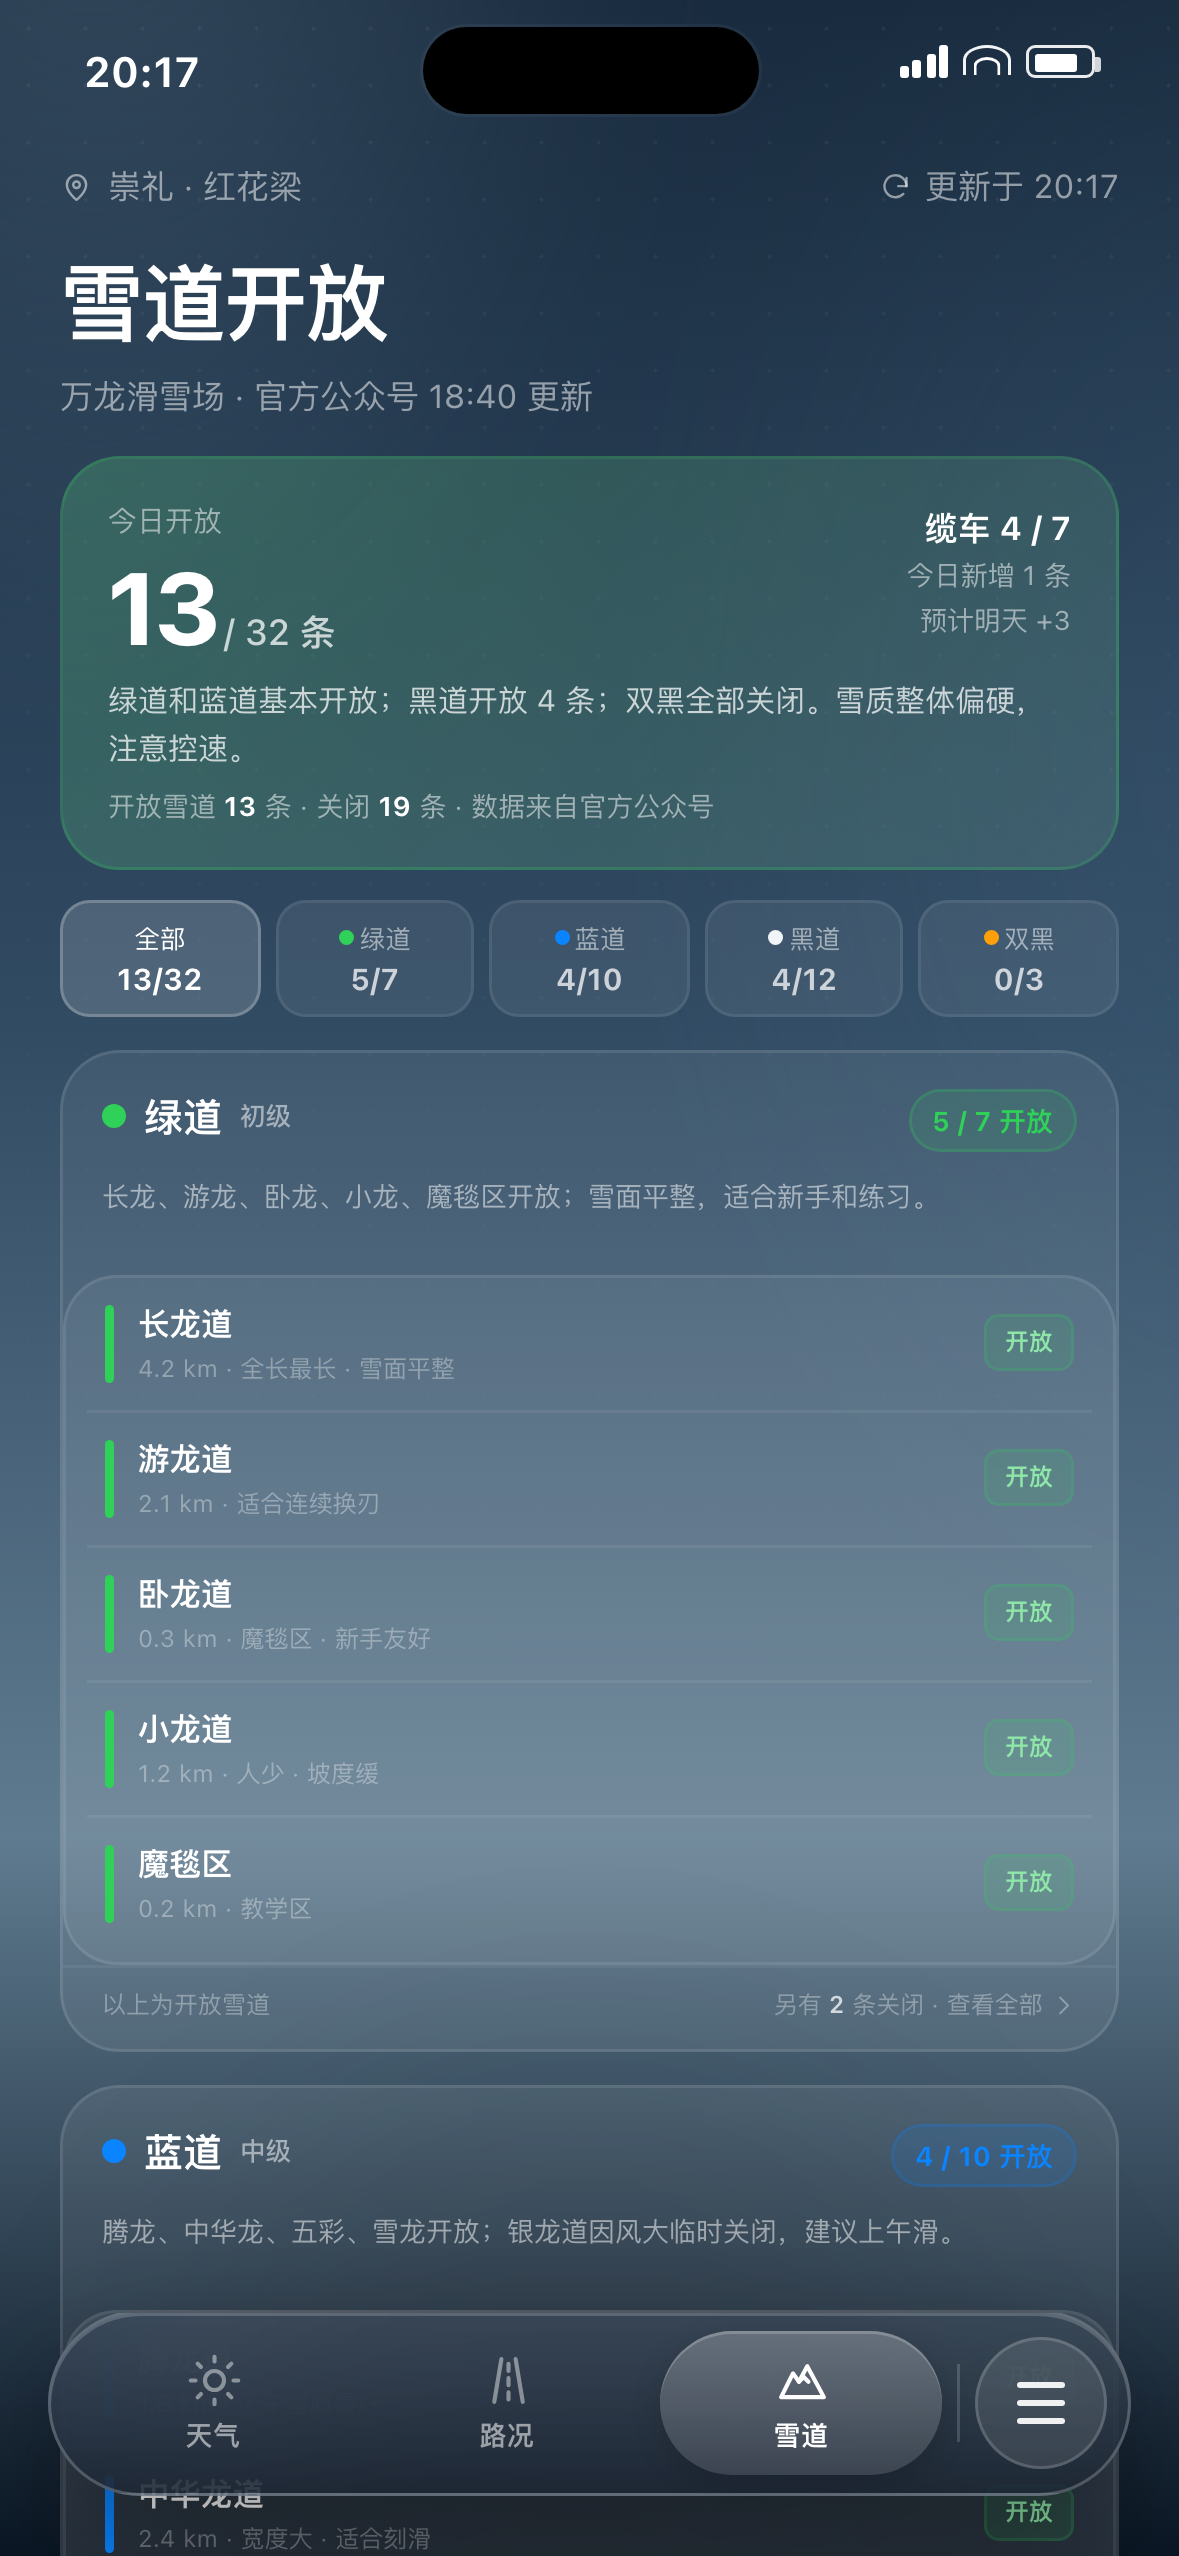 20:17
崇礼 · 红花梁
更新于 20:17
雪道开放
万龙滑雪场 · 官方公众号 18:40 更新
今日开放
13 / 32 条
缆车 4 / 7
今日新增 1 条
预计明天 +3
绿道和蓝道基本开放；黑道开放 4 条；双黑全部关闭。雪质整体偏硬，
注意控速。
开放雪道 13 条 · 关闭 19 条 · 数据来自官方公众号
全部
13/32
绿道
5/7
蓝道
4/10
黑道
4/12
双黑
0/3
绿道 初级
5 / 7 开放
长龙、游龙、卧龙、小龙、魔毯区开放；雪面平整，适合新手和练习。
长龙道
4.2 km · 全长最长 · 雪面平整
开放
游龙道
2.1 km · 适合连续换刃
开放
卧龙道
0.3 km · 魔毯区 · 新手友好
开放
小龙道
1.2 km · 人少 · 坡度缓
开放
魔毯区
0.2 km · 教学区
开放
以上为开放雪道
另有 2 条关闭 · 查看全部
蓝道 中级
4 / 10 开放
腾龙、中华龙、五彩、雪龙开放；银龙道因风大临时关闭，建议上午滑。
天气
路况
雪道
中华龙道
2.4 km · 宽度大 · 适合刻滑
开放